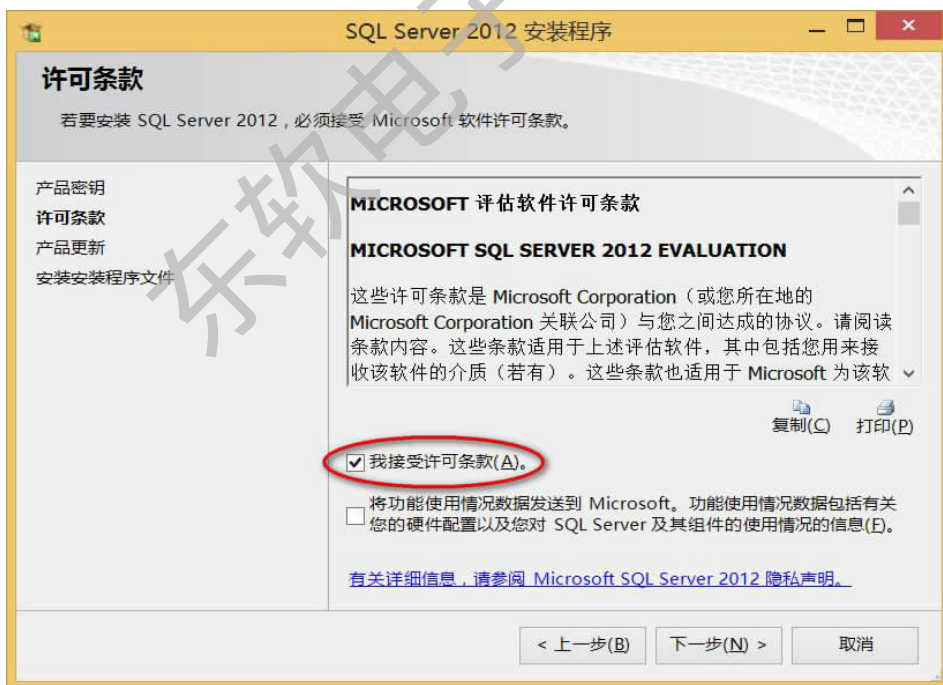 SQL Server 2012 安装程序
许可条款
若要安装 SQL Server 2012，必须接受 Microsoft 软件许可条款。
产品密钥
许可条款
产品更新
安装安装程序文件
MICROSOFT 评估软件许可条款
MICROSOFT SQL SERVER 2012 EVALUATION
这些许可条款是 Microsoft Corporation（或您所在地的
Microsoft Corporation 关联公司）与您之间达成的协议。请阅读
条款内容。这些条款适用于上述评估软件，其中包括您用来接
收该软件的介质（若有）。这些条款也适用于 Microsoft 为该软
复制(C) 打印(P)
我接受许可条款(A)。
将功能使用情况数据发送到 Microsoft。功能使用情况数据包括有关
您的硬件配置以及您对 SQL Server 及其组件的使用情况的信息(F)。
有关详细信息，请参阅 Microsoft SQL Server 2012 隐私声明。
< 上一步(B) 下一步(N) > 取消
东软电子